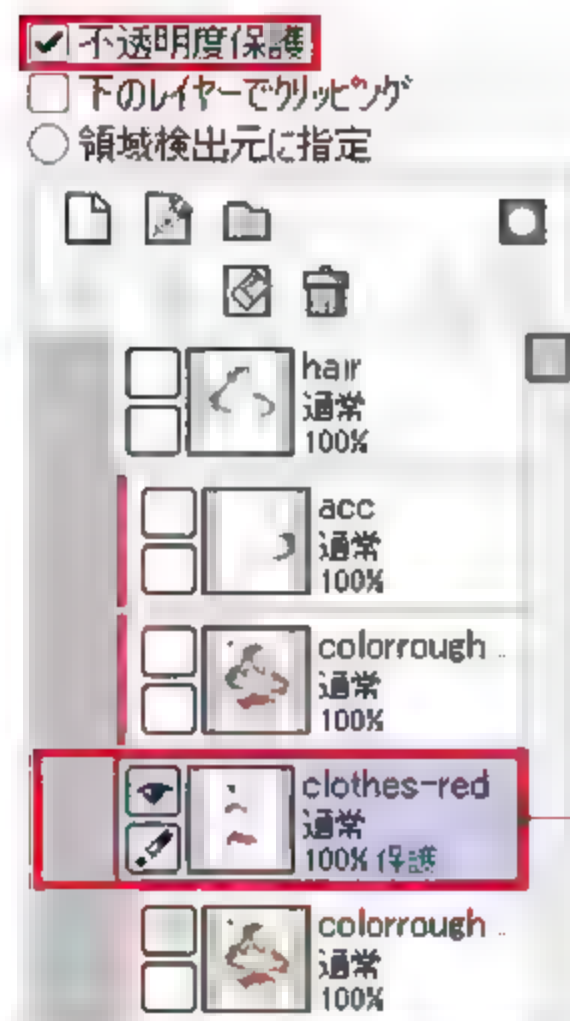 不透明度保護
下のレイヤーでクリッピング
領域検出元に指定
hair
通常
100%
acc
通常
100%
colorrough ..
通常
100%
clothes-red
通常
100% 保護
colorrough ..
通常
100%